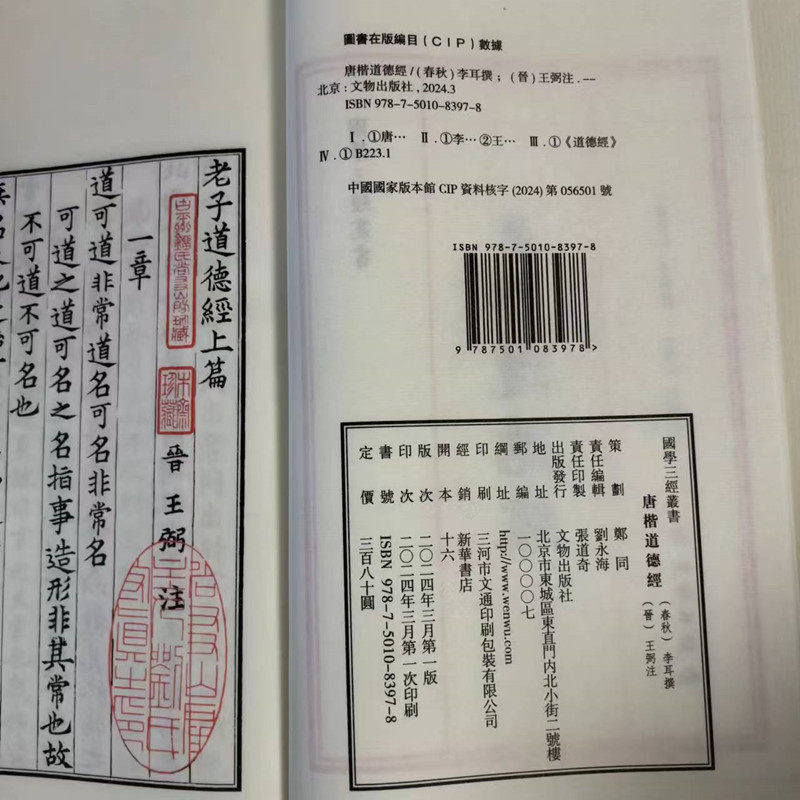 圖書在版編目（CIP）數據
唐楷道德經 / （春秋）李耳撰；（晉）王弼注. --
北京：文物出版社, 2024.3
ISBN 978-7-5010-8397-8
Ⅰ. ①唐… Ⅱ. ①李…②王… Ⅲ. ①《道德經》
Ⅳ. ① B223.1
中國國家版本館 CIP 資料核字 (2024) 第 056501 號
ISBN 978-7-5010-8397-8
9 787501 083978 >
國學三經叢書
唐楷道德經
（春秋）李耳撰
（晉）王弼注
策劃 鄭同
責任編輯 劉永海
責任印製 張道奇
出版發行 文物出版社
地址 北京市東城區東直門内北小街二號樓
郵編 一〇〇〇〇七
網址 http://www.wenwu.com
印刷 三河市文通印刷包裝有限公司
經銷 新華書店
開本 十六
版次 二〇二四年三月第一版
印次 二〇二四年三月第一次印刷
書號 ISBN 978-7-5010-8397-8
定價 三百八十圓
老子道德經上篇
晉 王弼 注
一章
道可道非常道名可名非常名
可道之道可名之名指事造形非其常也故
不可道不可名也